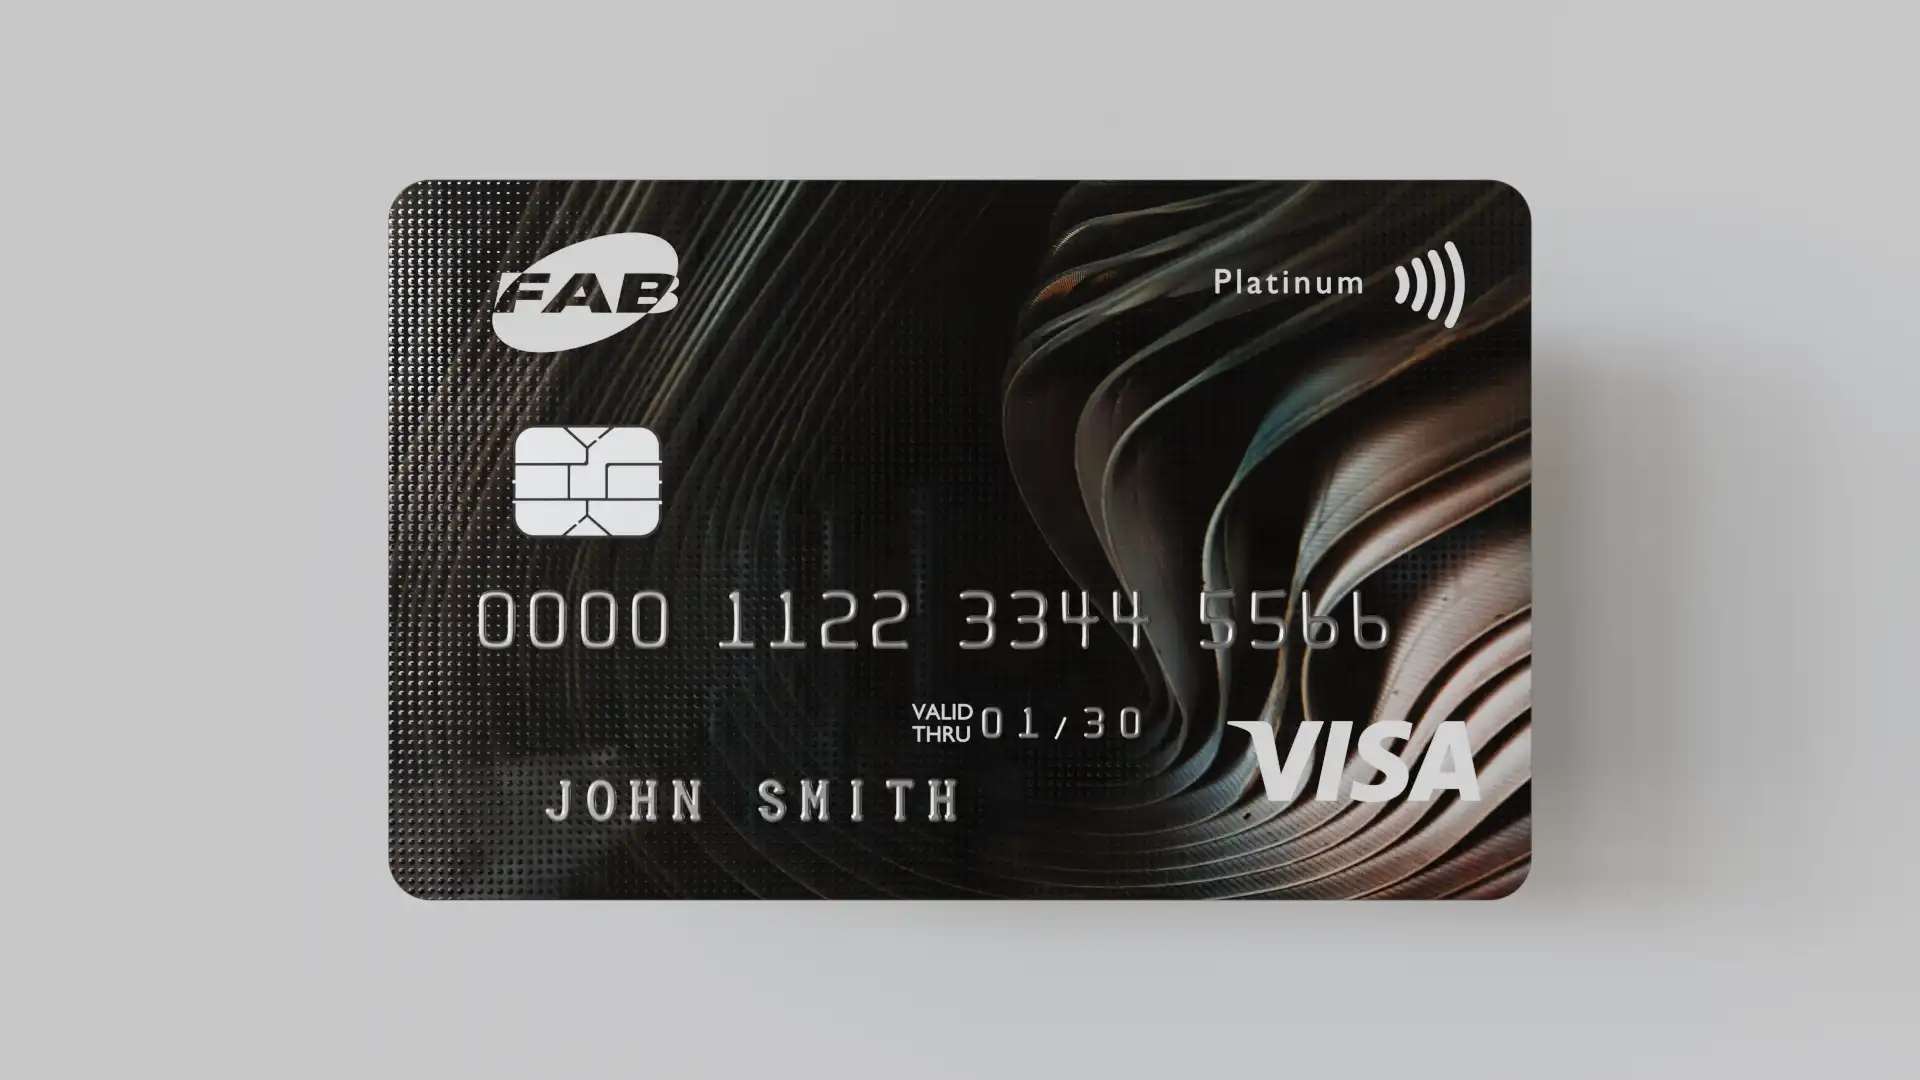 FAB
Platinum
0000 1122 3344 5566
VALID
THRU 01/30
JOHN SMITH
VISA